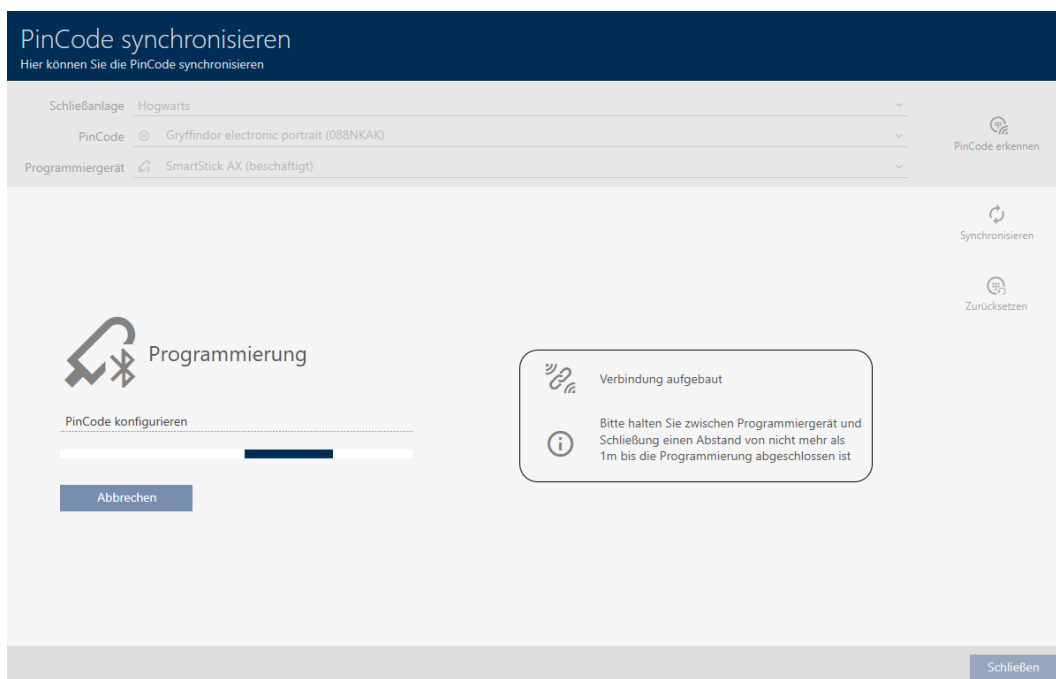 PinCode synchronisieren
Hier können Sie die PinCode synchronisieren
Schließanlage Hogwarts
PinCode Gryffindor electronic portrait (088NKAK)
Programmiergerät SmartStick AX (beschäftigt)
PinCode erkennen
Synchronisieren
Zurücksetzen
Programmierung
PinCode konfigurieren
Abbrechen
Verbindung aufgebaut
Bitte halten Sie zwischen Programmiergerät und
Schließung einen Abstand von nicht mehr als
1m bis die Programmierung abgeschlossen ist
Schließen